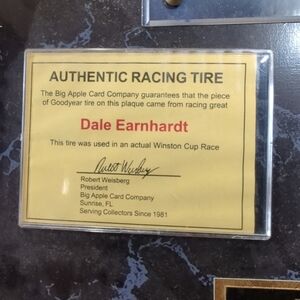 AUTHENTIC RACING TIRE
The Big Apple Card Company guarantees that the piece
of Goodyear tire on this plaque came from racing great
Dale Earnhardt
This tire was used in an actual Winston Cup Race
Robert Weisberg
President
Big Apple Card Company
Sunrise, FL
Serving Collectors Since 1981